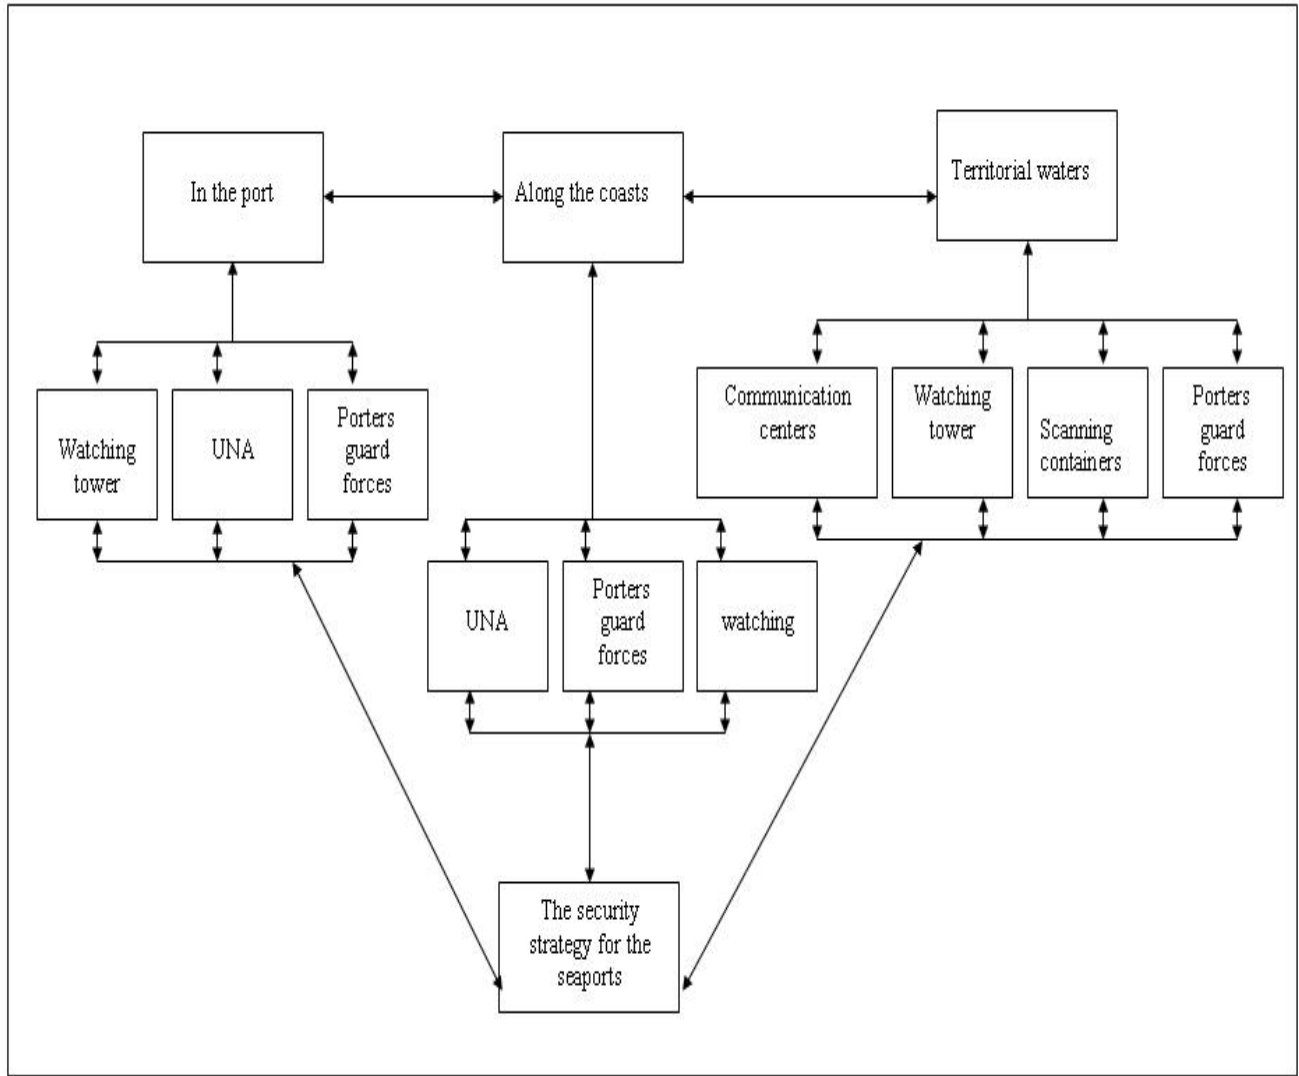 In the port
Along the coasts
Territorial waters
Watching
tower
UNA
Porters
guard
forces
Communication
centers
Watching
tower
Scanning
containers
Porters
guard
forces
UNA
Porters
guard
forces
watching
The security
strategy for the
seaports